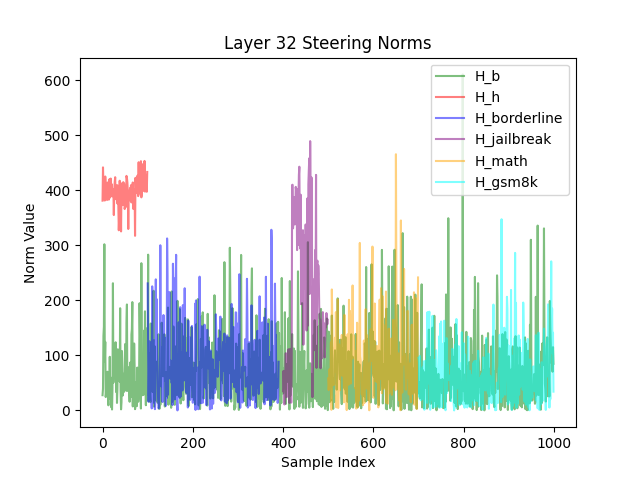 Layer 32 Steering Norms
Norm Value
600
500
400
300
200
100
0
H_b
H_h
H_borderline
H_jailbreak
H_math
H_gsm8k
0
200
400
600
800
1000
Sample Index